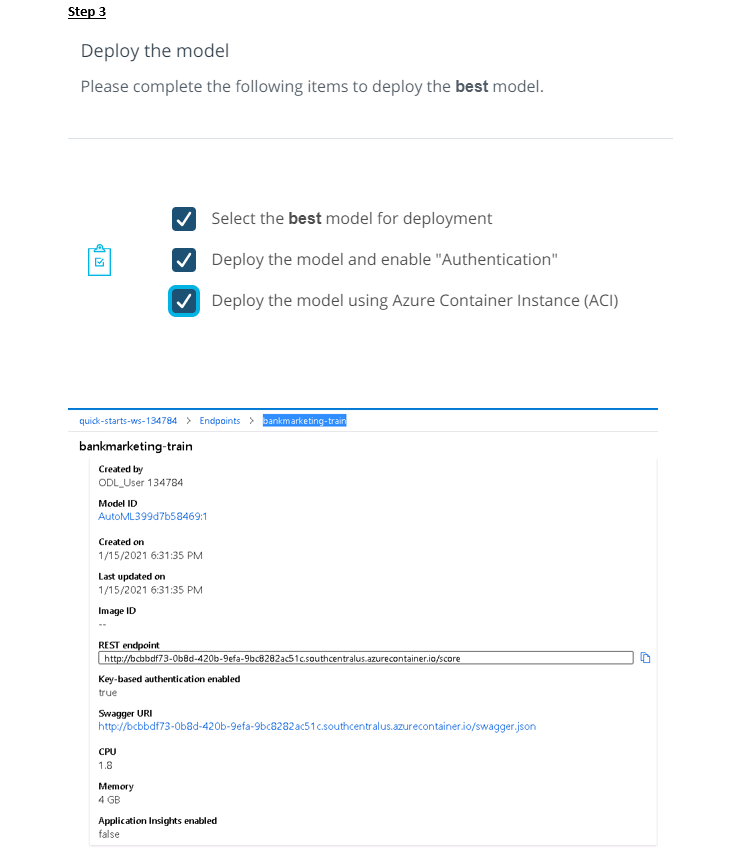 Step 3
Deploy the model
Please complete the following items to deploy the best model.
Select the best model for deployment
Deploy the model and enable "Authentication"
Deploy the model using Azure Container Instance (ACI)
quick-starts-ws-134784 > Endpoints > bankmarketing-train
bankmarketing-train
Created by
ODL_User 134784
Model ID
AutoML399d7b58469:1
Created on
1/15/2021 6:31:35 PM
Last updated on
1/15/2021 6:31:35 PM
Image ID
--
REST endpoint
http://bcbbdf73-0b8d-420b-9efa-9bc8282ac51c.southcentralus.azurecontainer.io/score
Key-based authentication enabled
true
Swagger URI
http://bcbbdf73-0b8d-420b-9efa-9bc8282ac51c.southcentralus.azurecontainer.io/swagger.json
CPU
1.8
Memory
4 GB
Application Insights enabled
false